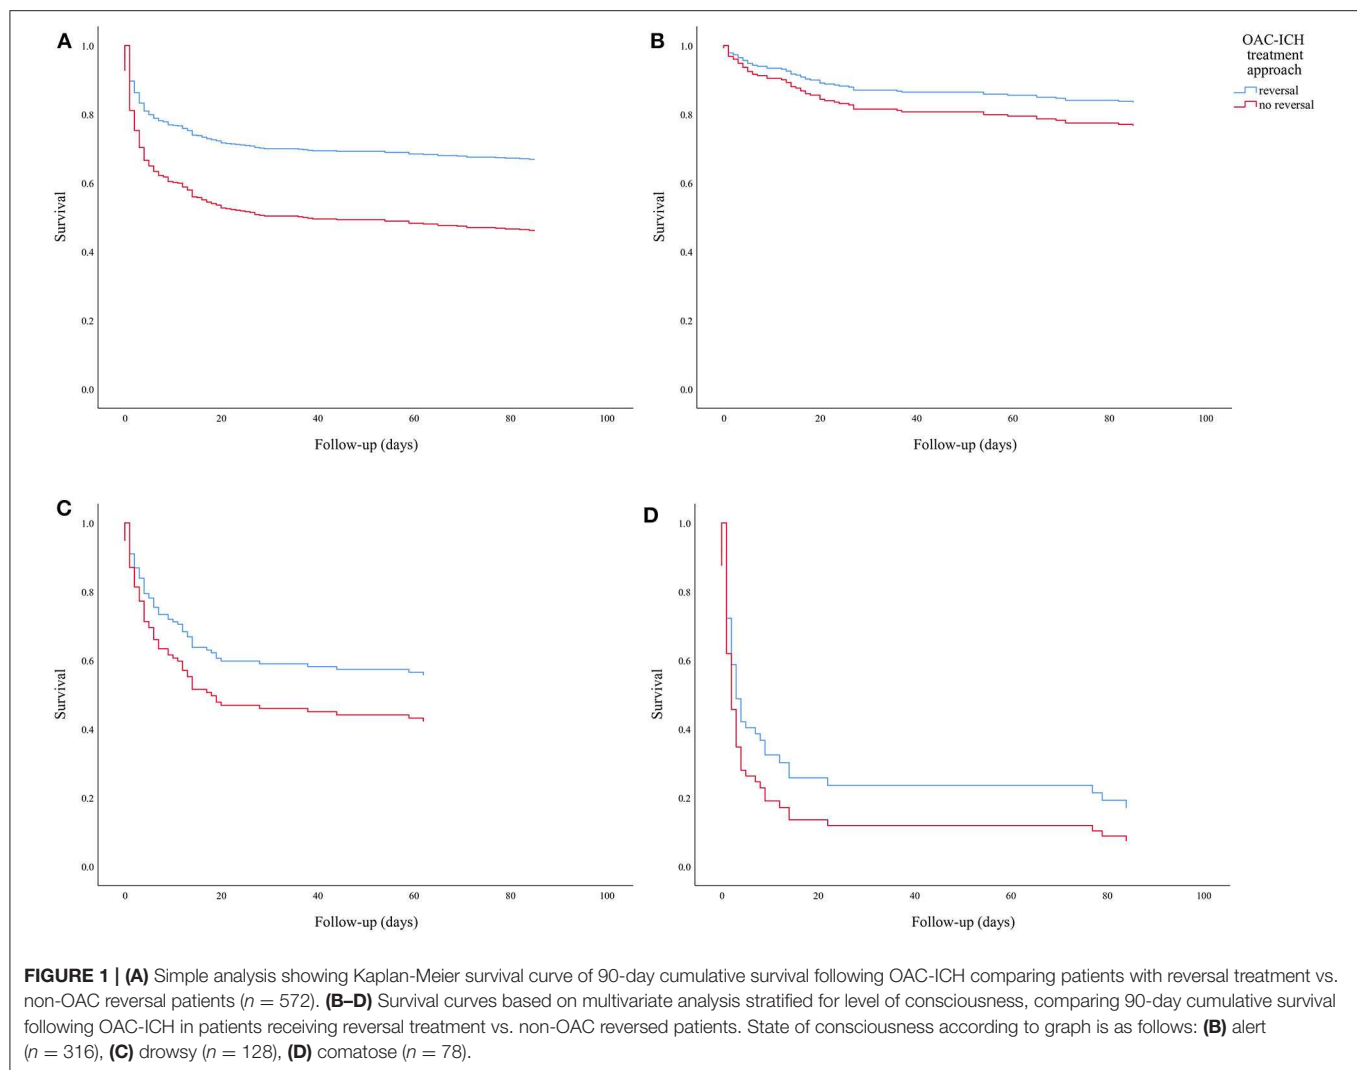 A
1.0
0.8
0.6
0.4
0.2
0.0
Survival
0
20
40
60
80
100
Follow-up (days)
B
1.0
0.8
0.6
0.4
0.2
0.0
Survival
0
20
40
60
80
100
Follow-up (days)
OAC-ICH
treatment
approach
reversal
no reversal
C
1.0
0.8
0.6
0.4
0.2
0.0
Survival
0
20
40
60
80
100
Follow-up (days)
D
1.0
0.8
0.6
0.4
0.2
0.0
Survival
0
20
40
60
80
100
Follow-up (days)
FIGURE 1 | (A) Simple analysis showing Kaplan-Meier survival curve of 90-day cumulative survival following OAC-ICH comparing patients with reversal treatment vs.
non-OAC reversal patients (n = 572). (B–D) Survival curves based on multivariate analysis stratified for level of consciousness, comparing 90-day cumulative survival
following OAC-ICH in patients receiving reversal treatment vs. non-OAC reversed patients. State of consciousness according to graph is as follows: (B) alert
(n = 316), (C) drowsy (n = 128), (D) comatose (n = 78).